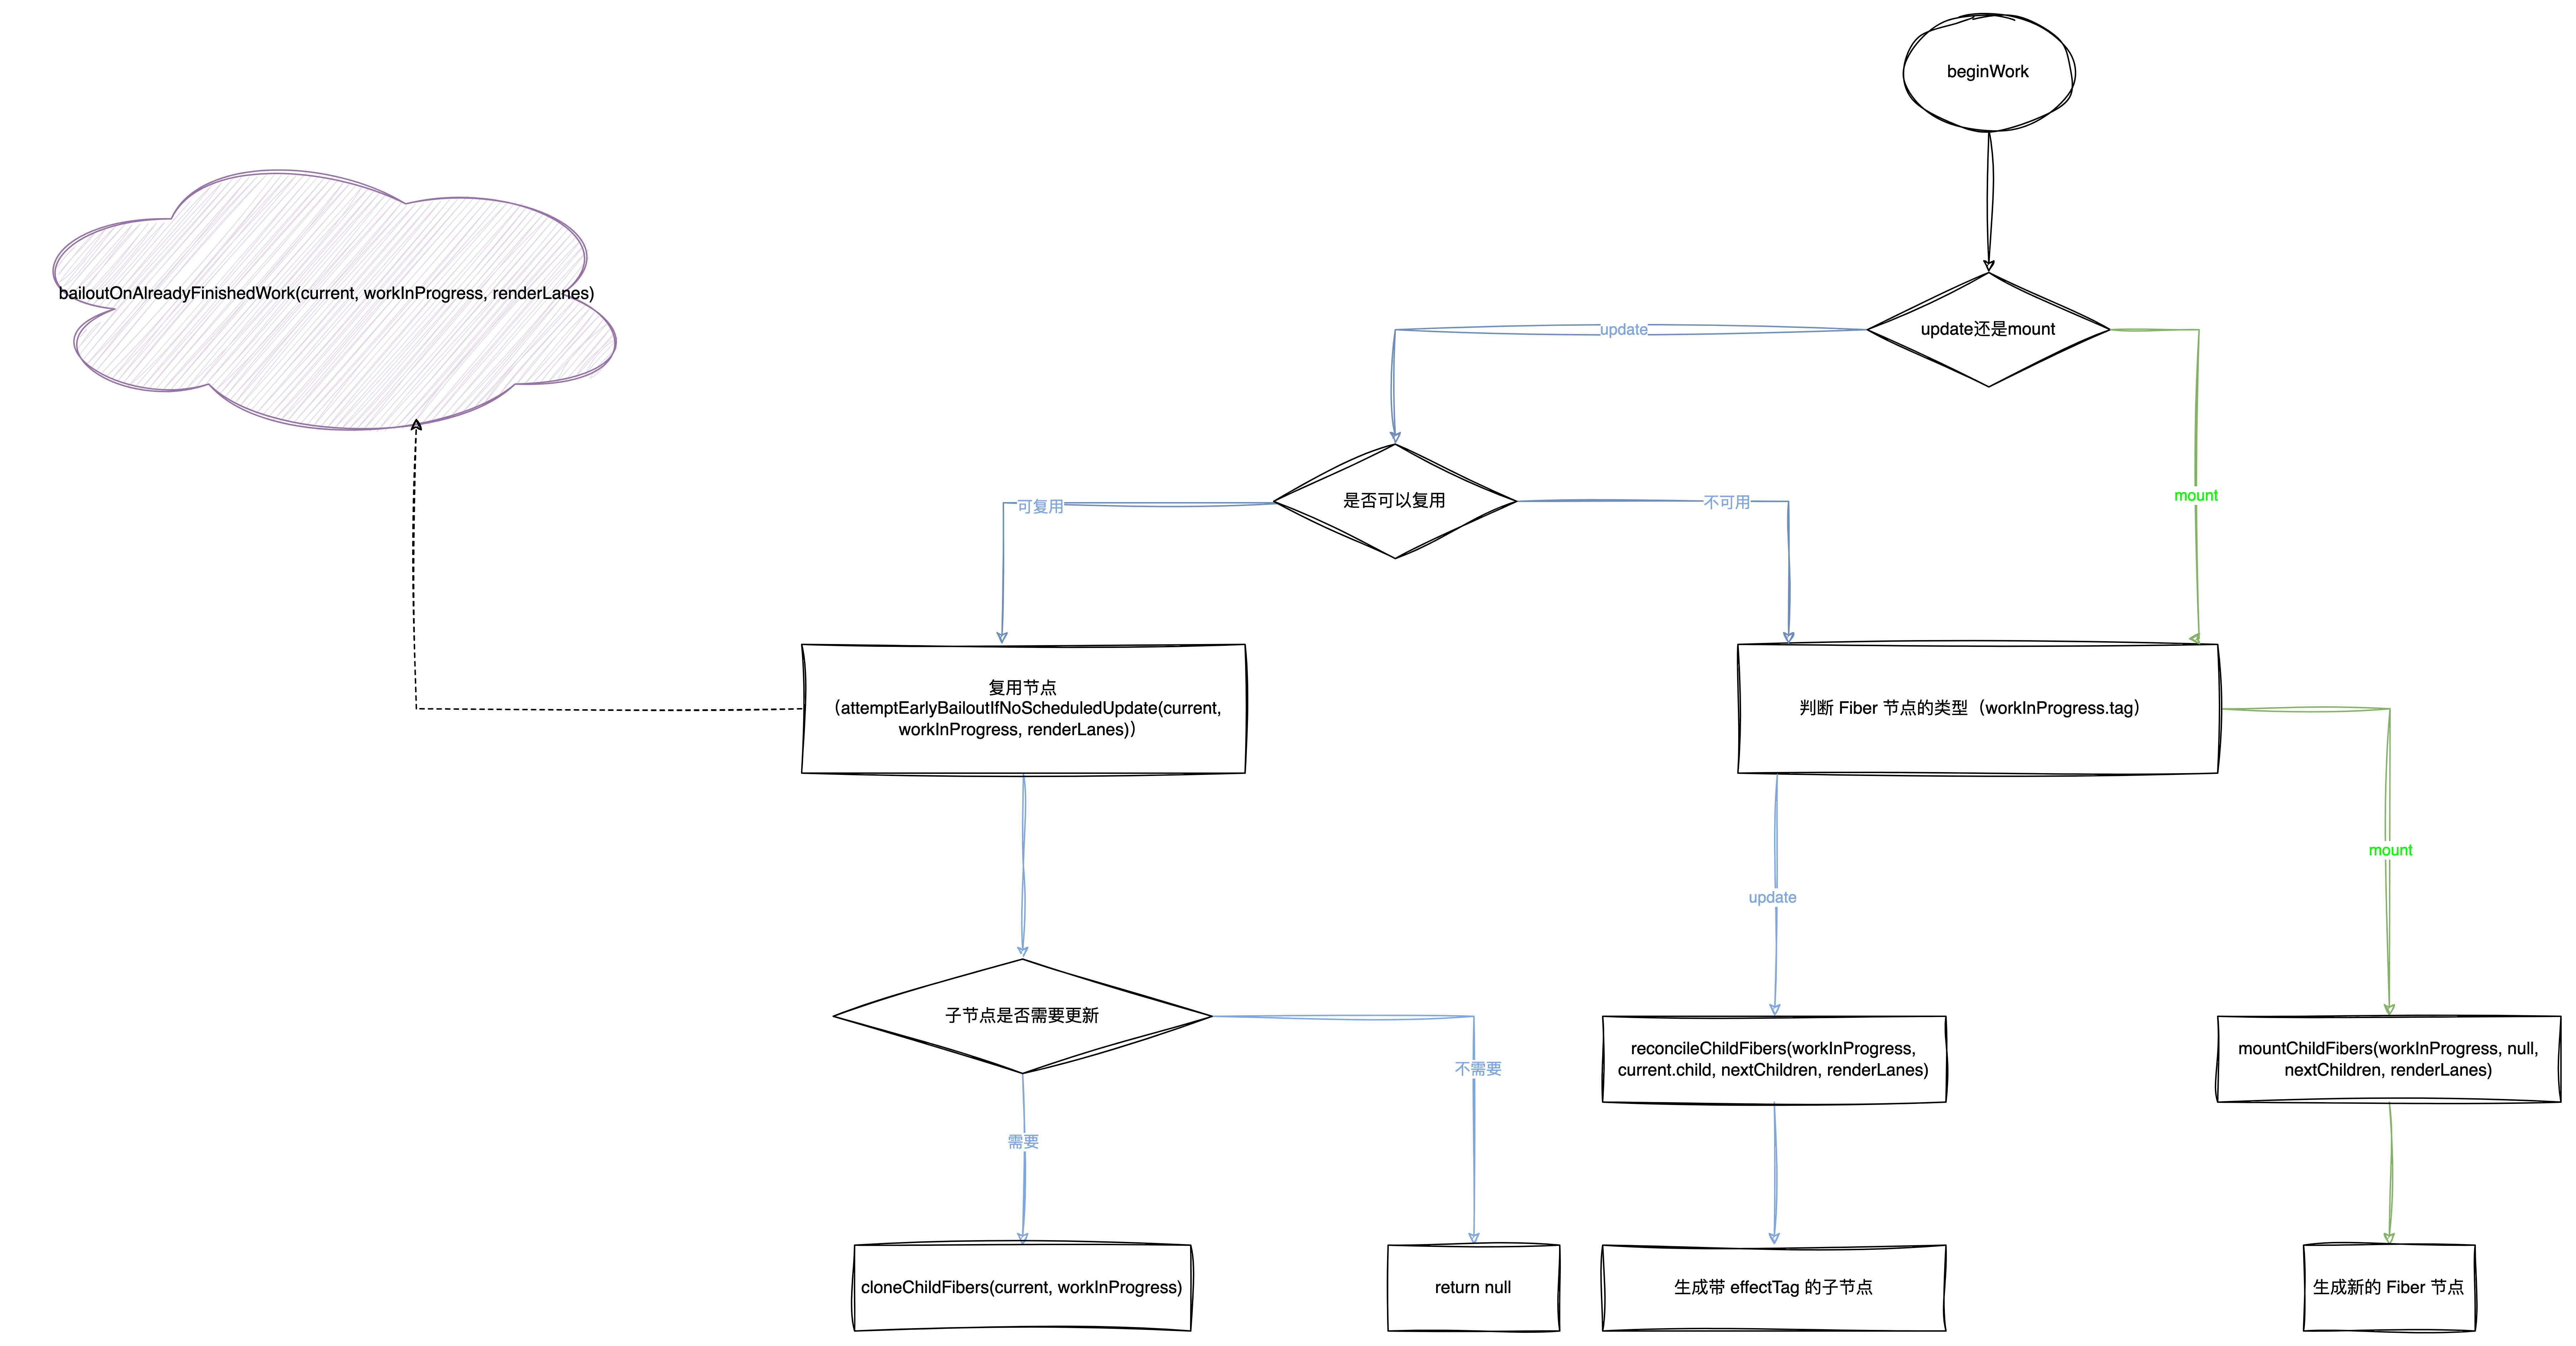 beginWork
bailoutOnAlreadyFinishedWork(current, workInProgress, renderLanes)
update
update还是mount
可复用
是否可以复用
不可用
mount
复用节点
（attemptEarlyBailoutIfNoScheduledUpdate(current,
workInProgress, renderLanes)）
判断 Fiber 节点的类型（workInProgress.tag）
mount
update
子节点是否需要更新
不需要
reconcileChildFibers(workInProgress,
current.child, nextChildren, renderLanes)
mountChildFibers(workInProgress, null,
nextChildren, renderLanes)
需要
cloneChildFibers(current, workInProgress)
return null
生成带 effectTag 的子节点
生成新的 Fiber 节点